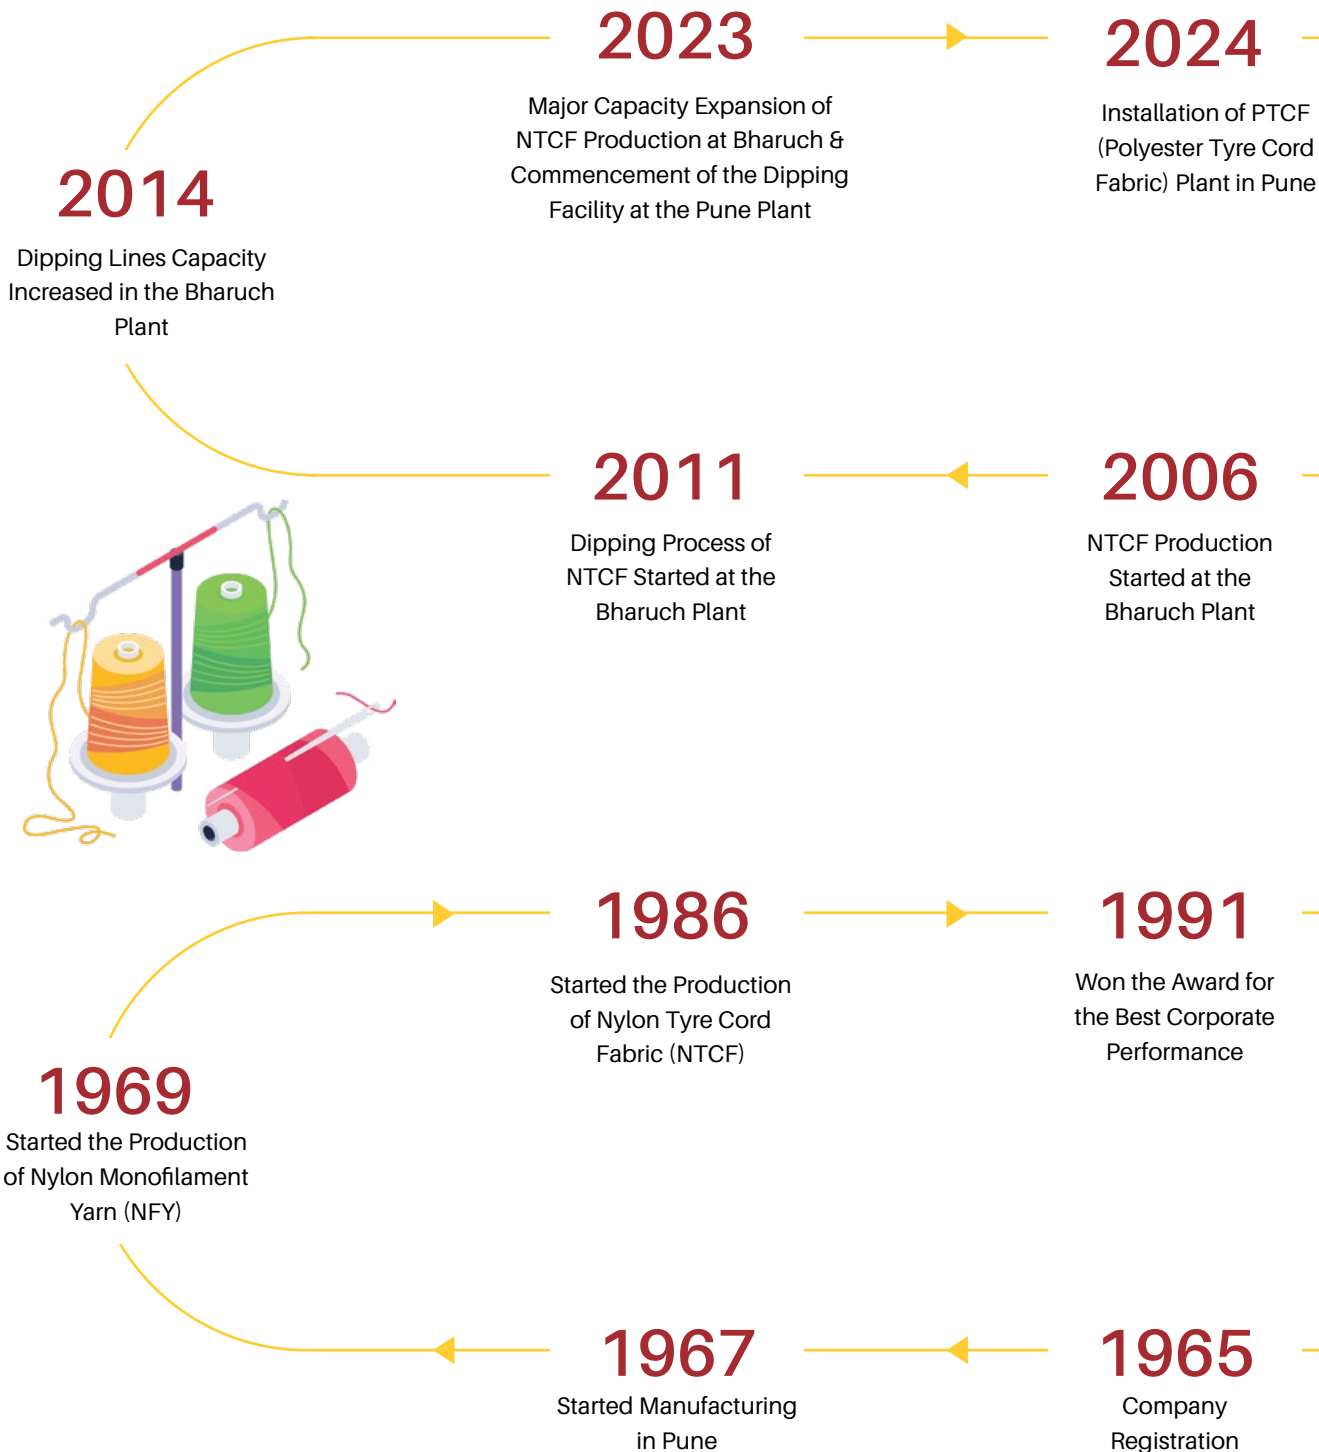 2023
Major Capacity Expansion of
NTCF Production at Bharuch &
Commencement of the Dipping
Facility at the Pune Plant
2024
Installation of PTCF
(Polyester Tyre Cord
Fabric) Plant in Pune
2014
Dipping Lines Capacity
Increased in the Bharuch
Plant
2011
Dipping Process of
NTCF Started at the
Bharuch Plant
2006
NTCF Production
Started at the
Bharuch Plant
1986
Started the Production
of Nylon Tyre Cord
Fabric (NTCF)
1991
Won the Award for
the Best Corporate
Performance
1969
Started the Production
of Nylon Monofilament
Yarn (NFY)
1967
Started Manufacturing
in Pune
1965
Company
Registration